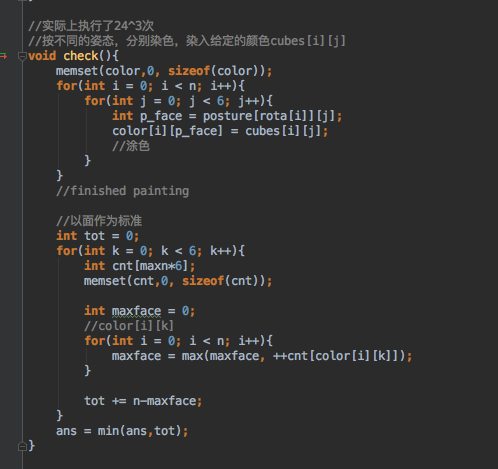 //实际上执行了24^3次
//按不同的姿态，分别染色，染入给定的颜色cubes[i][j]
void check(){
memset(color,0, sizeof(color));
for(int i = 0; i < n; i++){
for(int j = 0; j < 6; j++){
int p_face = posture[rota[i]][j];
color[i][p_face] = cubes[i][j];
//涂色
}
}
//finished painting
//以面作为标准
int tot = 0;
for(int k = 0; k < 6; k++){
int cnt[maxn*6];
memset(cnt,0, sizeof(cnt));
int maxface = 0;
//color[i][k]
for(int i = 0; i < n; i++){
maxface = max(maxface, ++cnt[color[i][k]]);
}
tot += n-maxface;
}
ans = min(ans,tot);
}